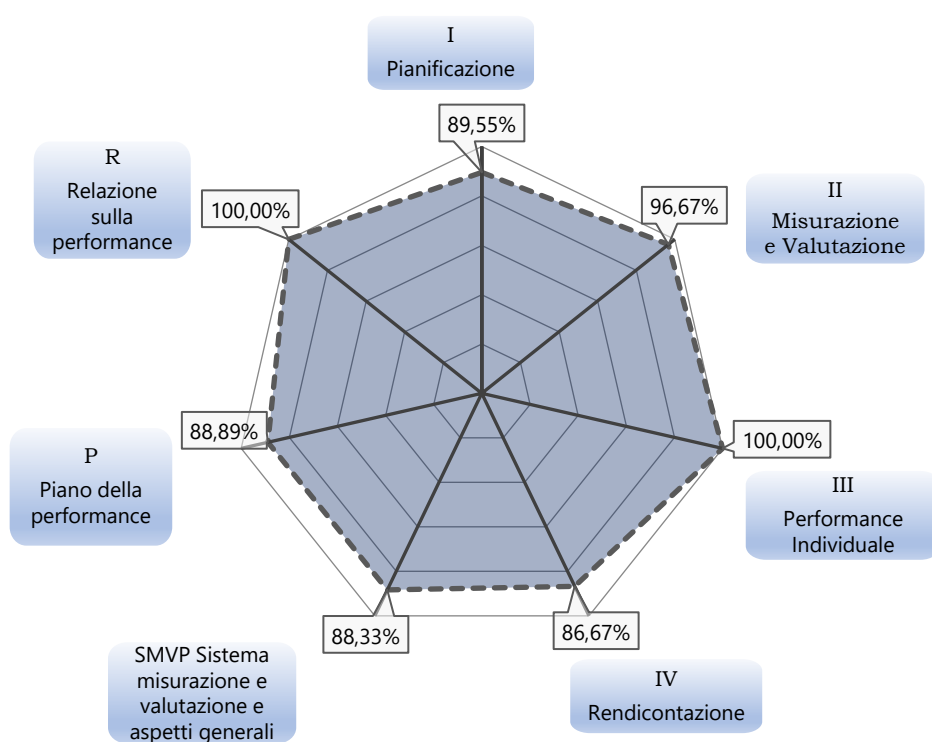 I
Pianificazione
89,55%
II
Misurazione
e Valutazione
96,67%
III
Performance
Individuale
100,00%
IV
Rendicontazione
86,67%
SMVP Sistema
misurazione e
valutazione e
aspetti generali
88,33%
P
Piano della
performance
88,89%
R
Relazione
sulla
performance
100,00%